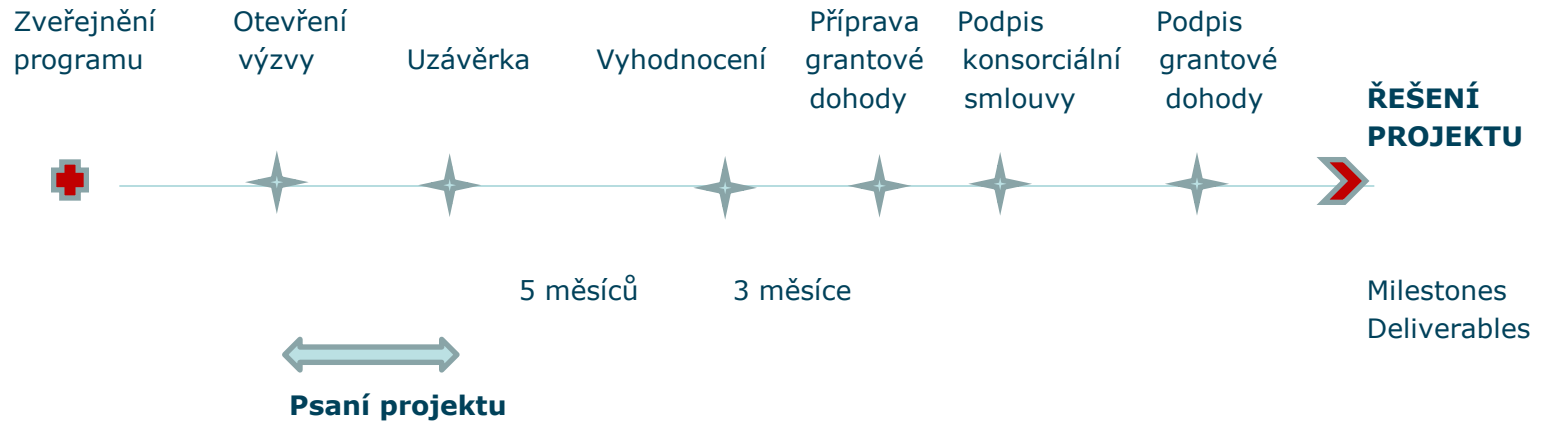 Zveřejnění
programu
Otevření
výzvy
Uzávěrka
Vyhodnocení
Příprava
grantové
dohody
Podpis
konsorciální
smlouvy
Podpis
grantové
dohody
ŘEŠENÍ
PROJEKTU
5 měsíců
3 měsíce
Milestones
Deliverables
Psaní projektu